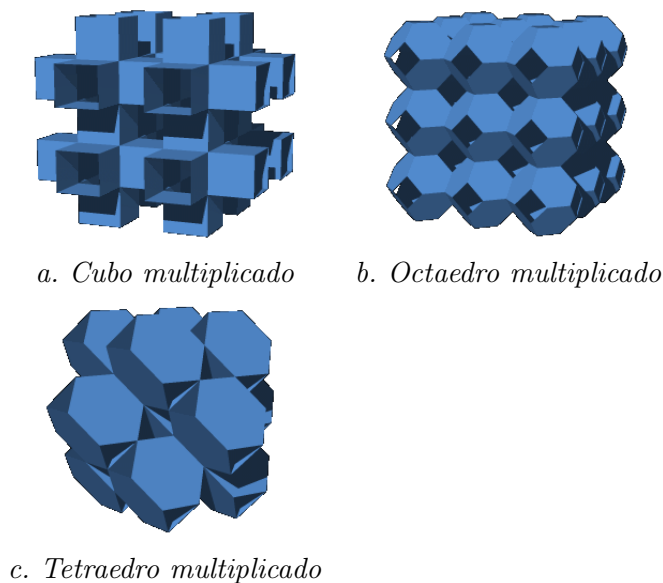 a. Cubo multiplicado
b. Octaedro multiplicado
c. Tetraedro multiplicado